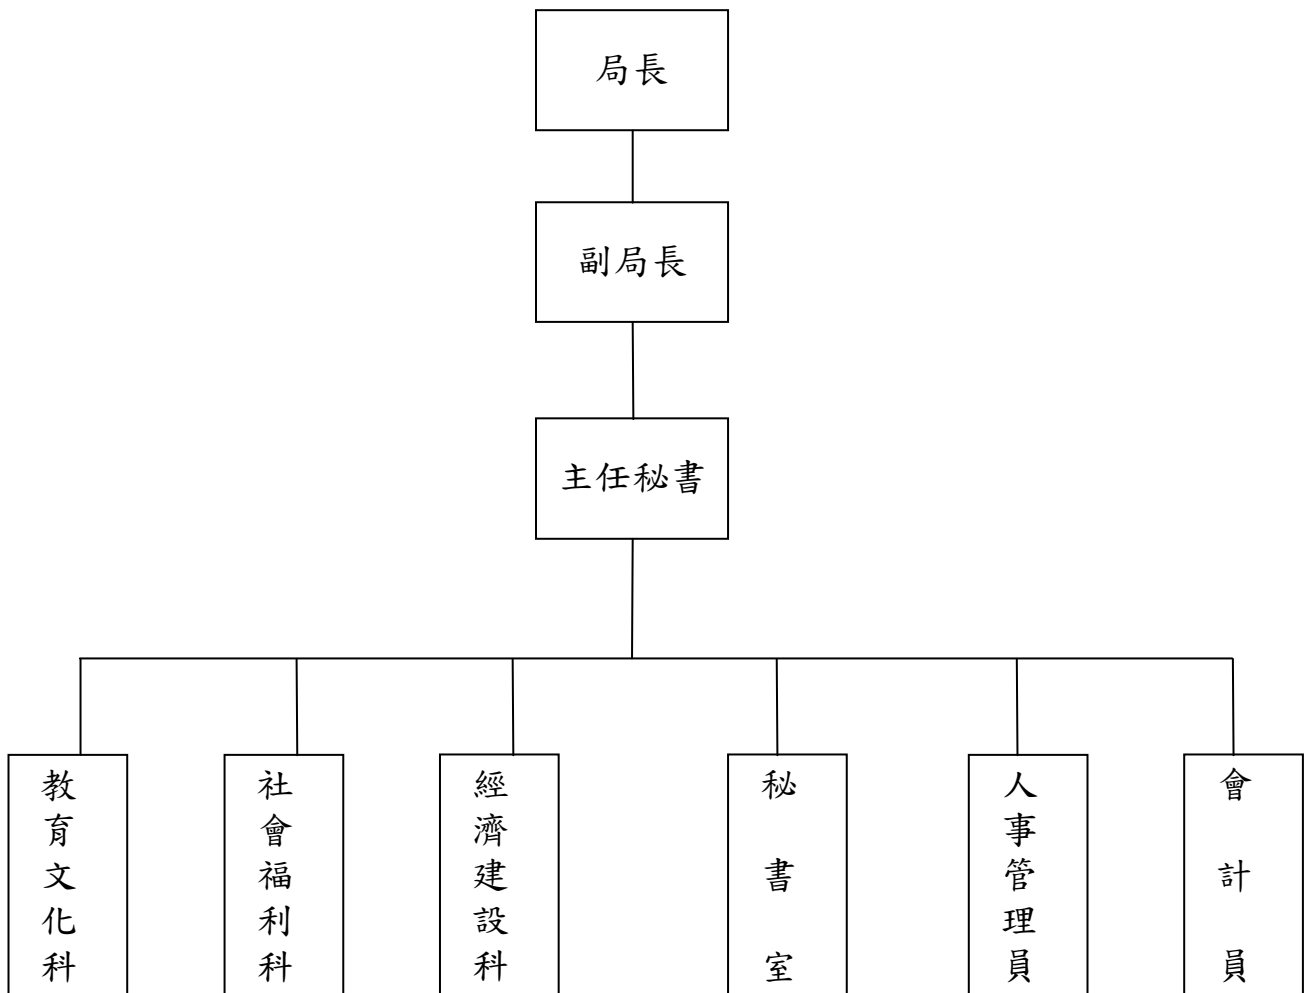 局長
副局長
主任秘書
教育文化科
社會福利科
經濟建設科
秘書室
人事管理員
會計員